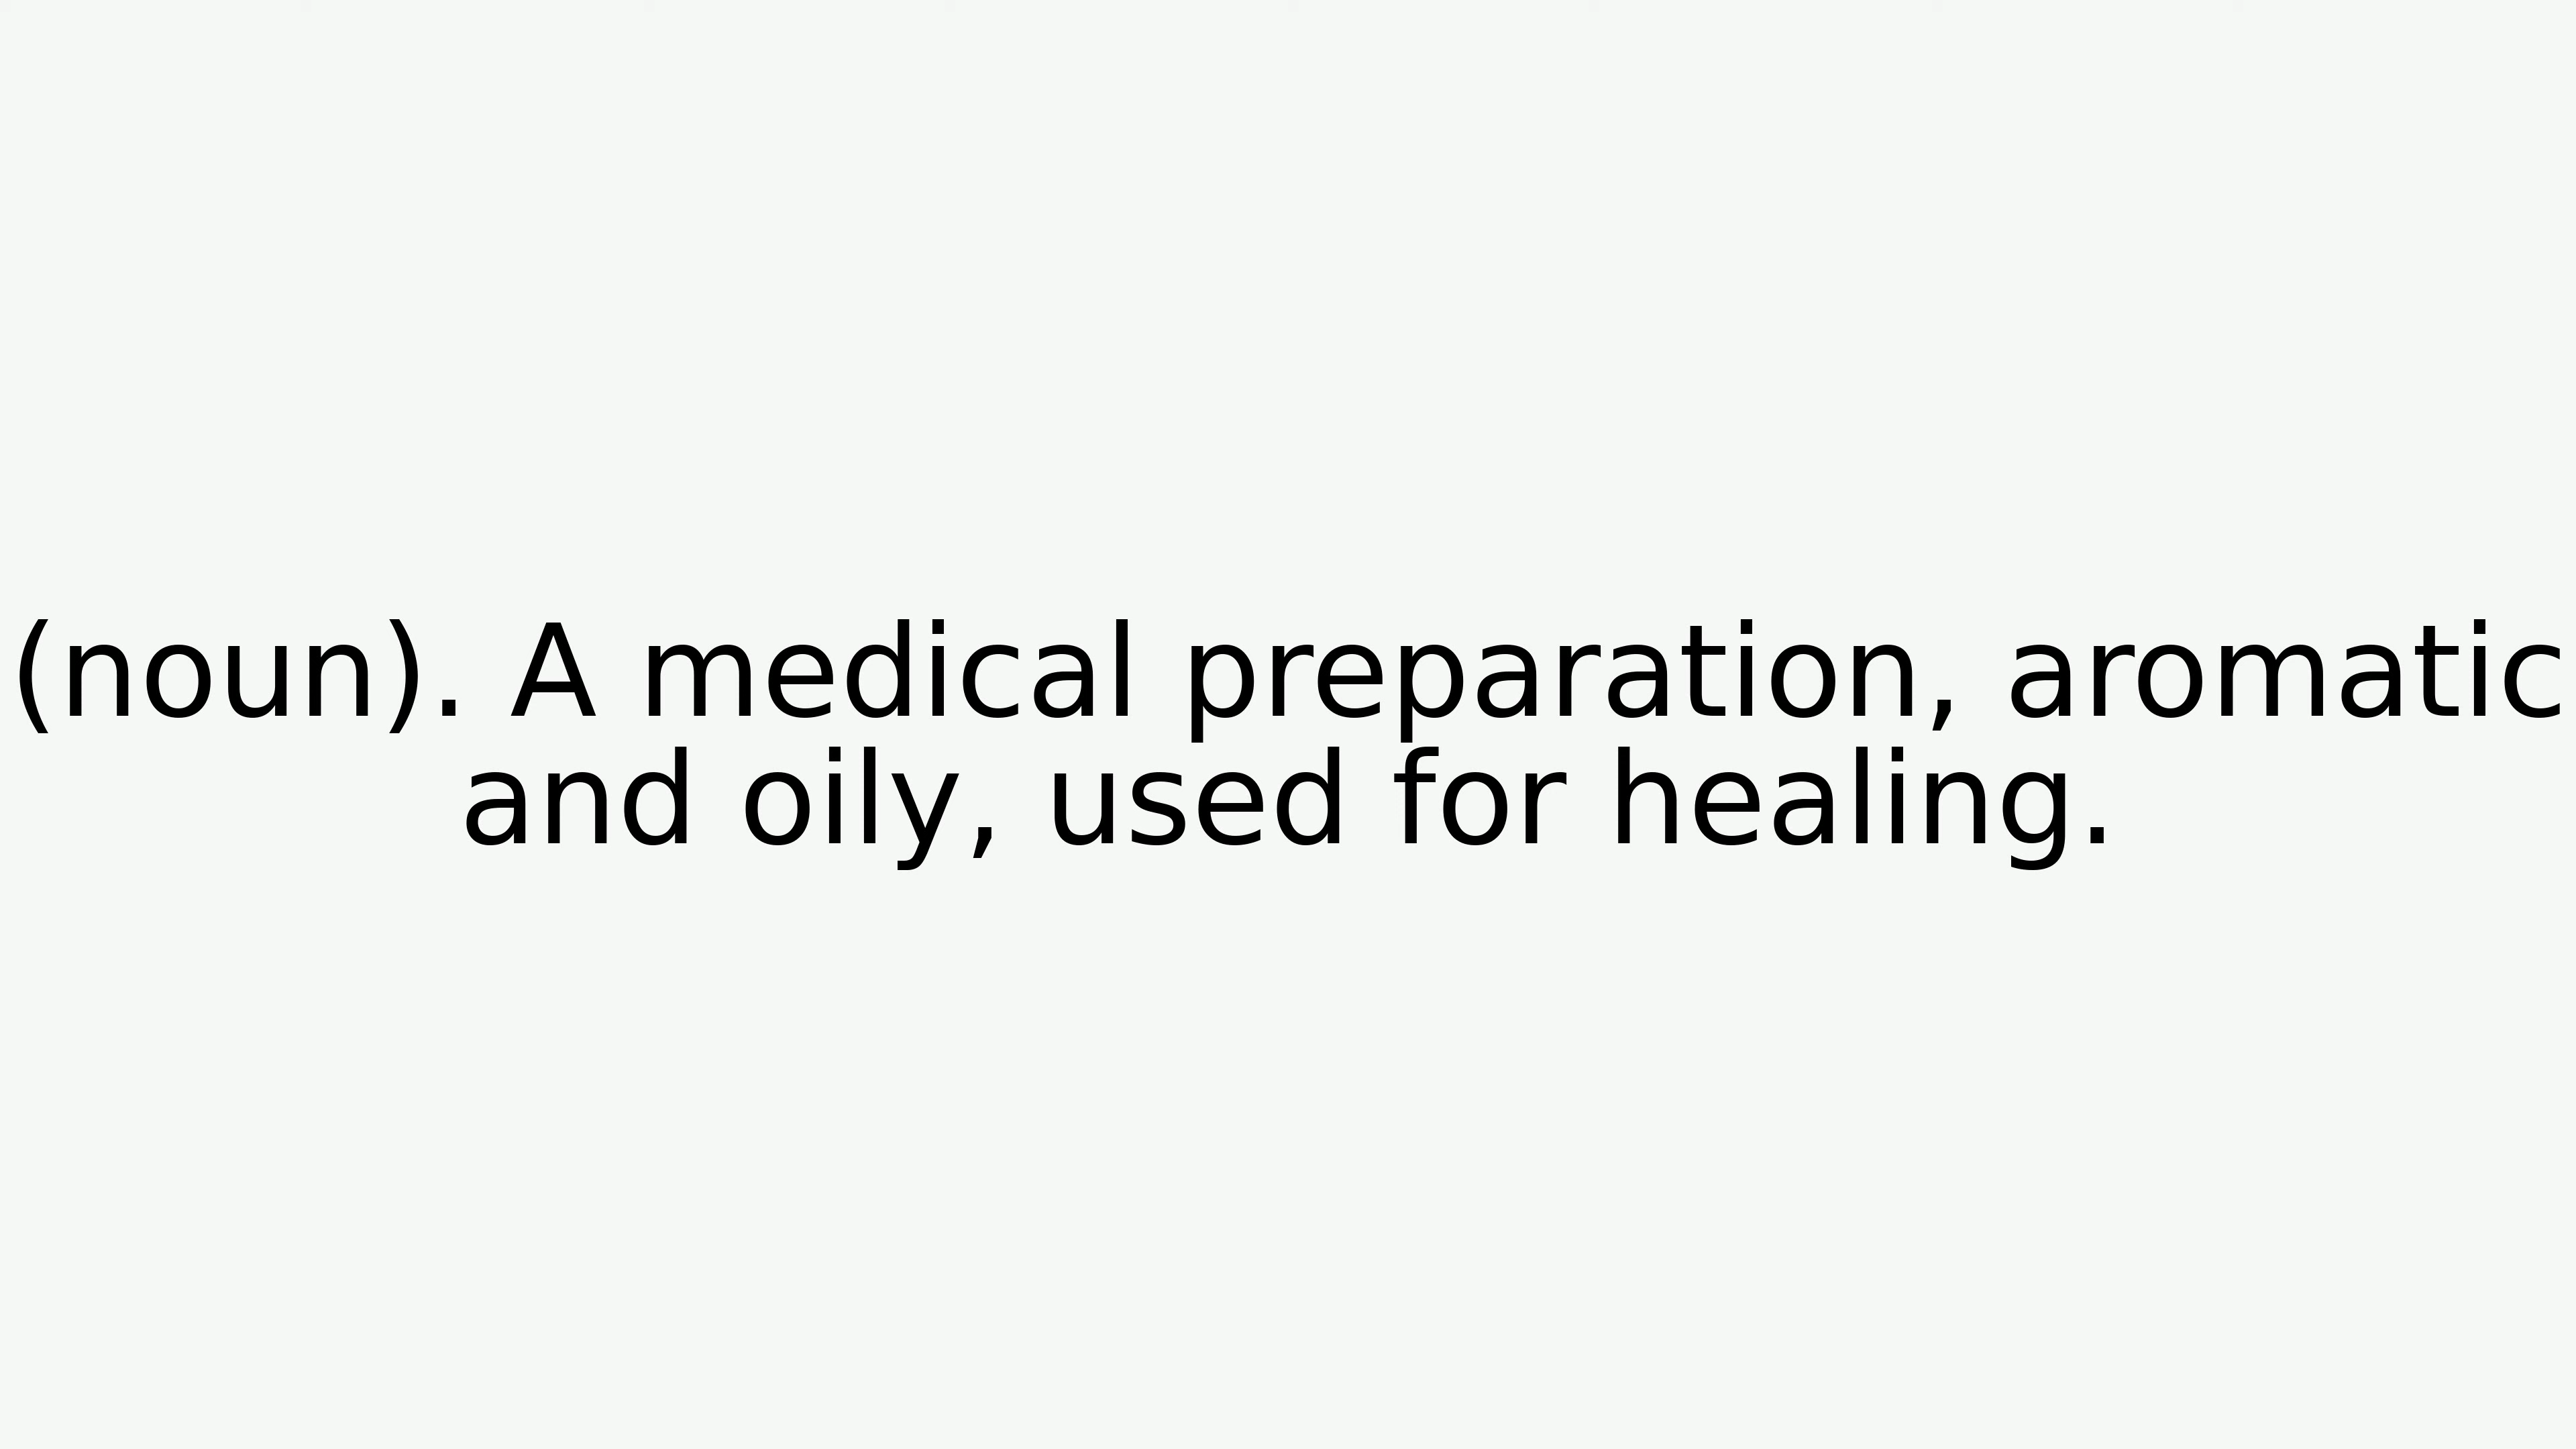 (noun). A medical preparation, aromatic
and oily, used for healing.